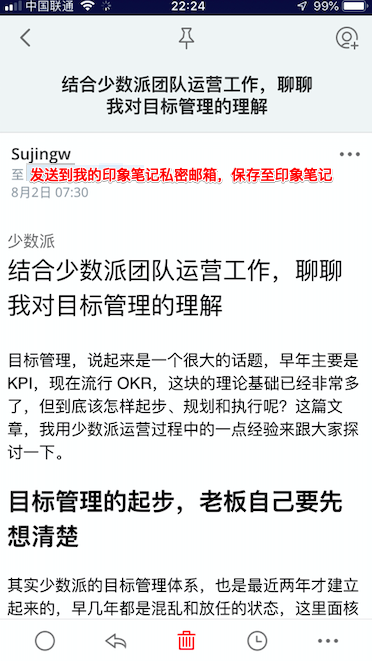 中国联通 22:24 99%
结合少数派团队运营工作，聊聊
我对目标管理的理解
Sujingw
至 发送到我的印象笔记私密邮箱，保存至印象笔记
8月2日 07:30
少数派
结合少数派团队运营工作，聊聊
我对目标管理的理解
目标管理，说起来是一个很大的话题，早年主要是
KPI，现在流行 OKR，这块的理论基础已经非常多
了，但到底该怎样起步、规划和执行呢？这篇文
章，我用少数派运营过程中的一点经验来跟大家探
讨一下。
目标管理的起步，老板自己要先
想清楚
其实少数派的目标管理体系，也是最近两年才建立
起来的，早几年都是混乱和放任的状态，这里面核